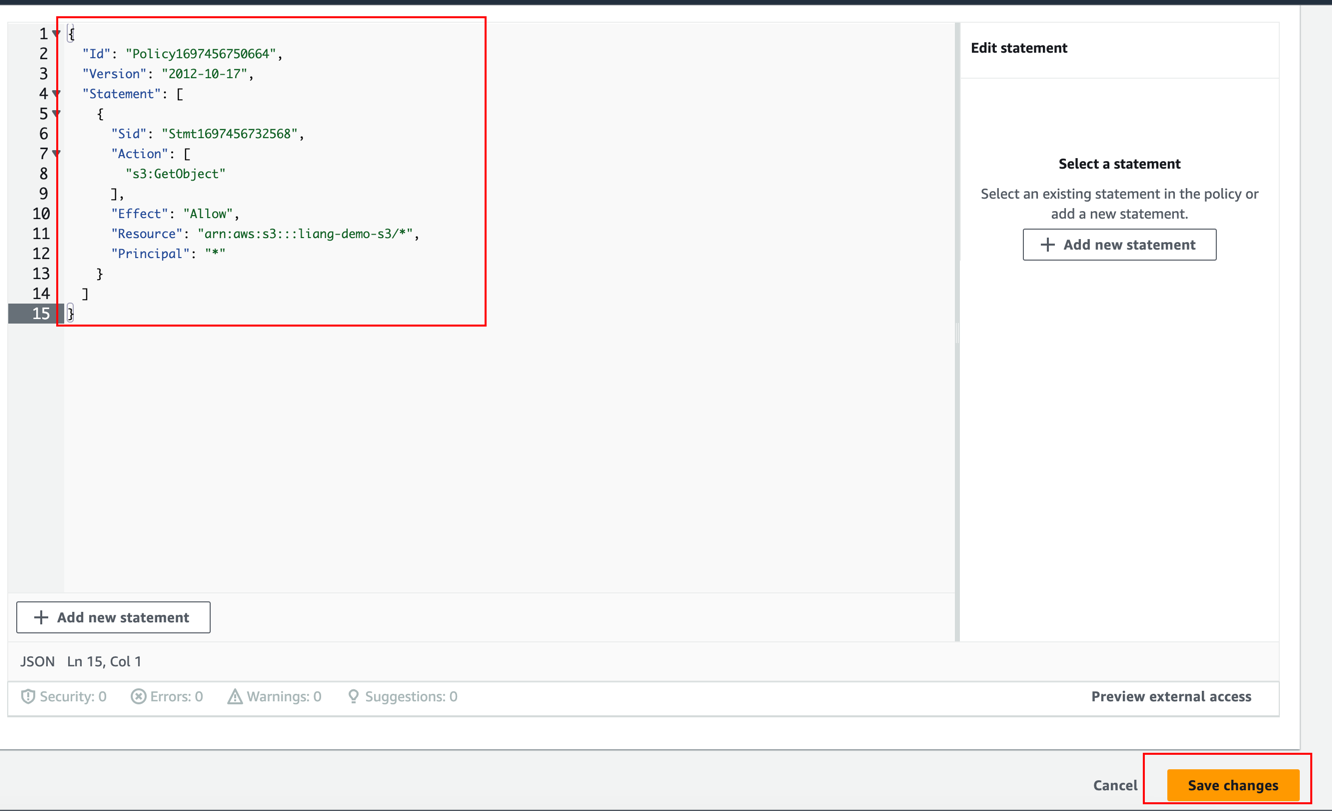 1 {
2 "Id": "Policy1697456750664",
3 "Version": "2012-10-17",
4 "Statement": [
5 {
6 "Sid": "Stmt1697456732568",
7 "Action": [
8 "s3:GetObject"
9 ],
10 "Effect": "Allow",
11 "Resource": "arn:aws:s3:::liang-demo-s3/*",
12 "Principal": "*"
13 }
14 ]
15 }
+ Add new statement
JSON Ln 15, Col 1
Security: 0 Errors: 0 Warnings: 0 Suggestions: 0
Edit statement
Select a statement
Select an existing statement in the policy or
add a new statement.
+ Add new statement
Preview external access
Cancel Save changes